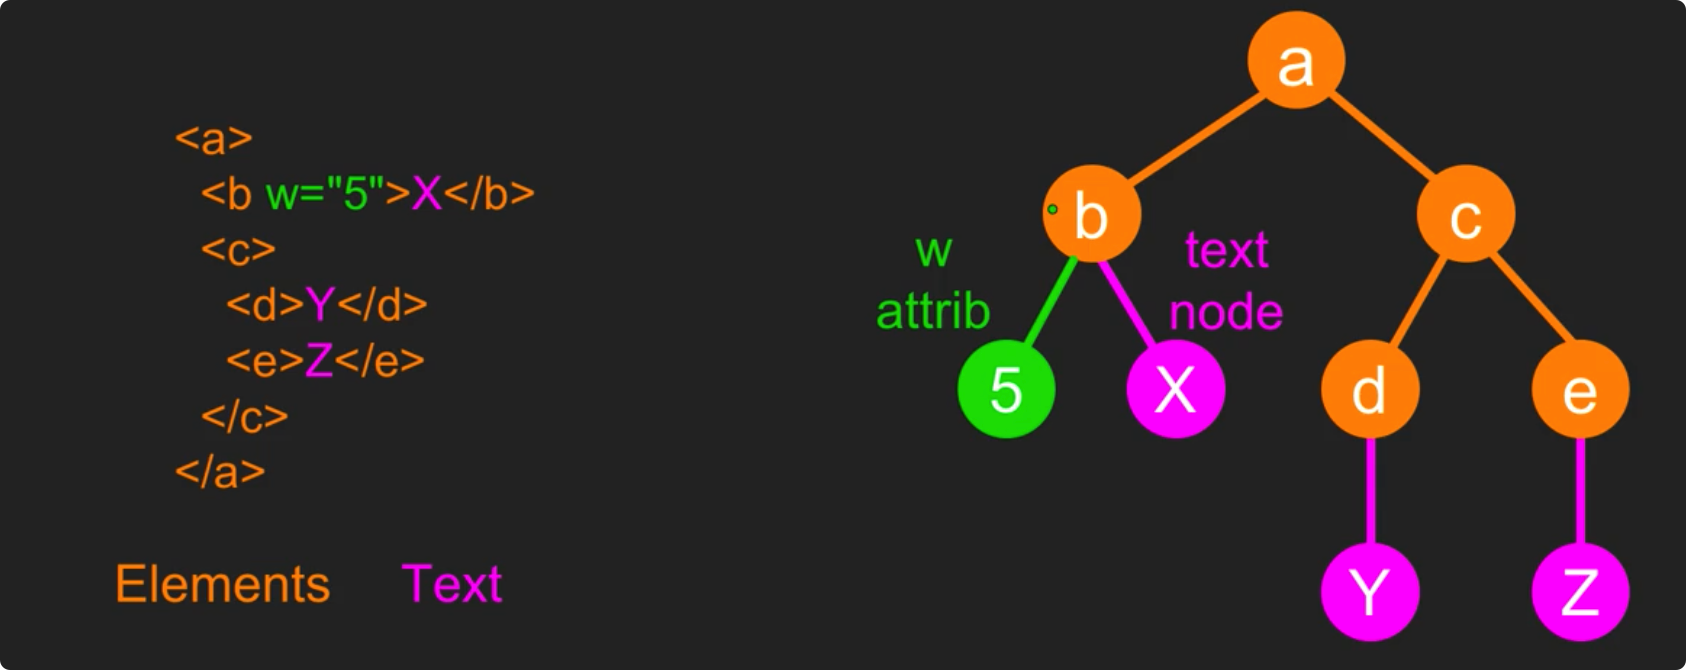 <a>
<b w="5">X</b>
<c>
<d>Y</d>
<e>Z</e>
</c>
</a>
Elements Text
a
b c
w
attrib
text
node
5 X d e
Y Z